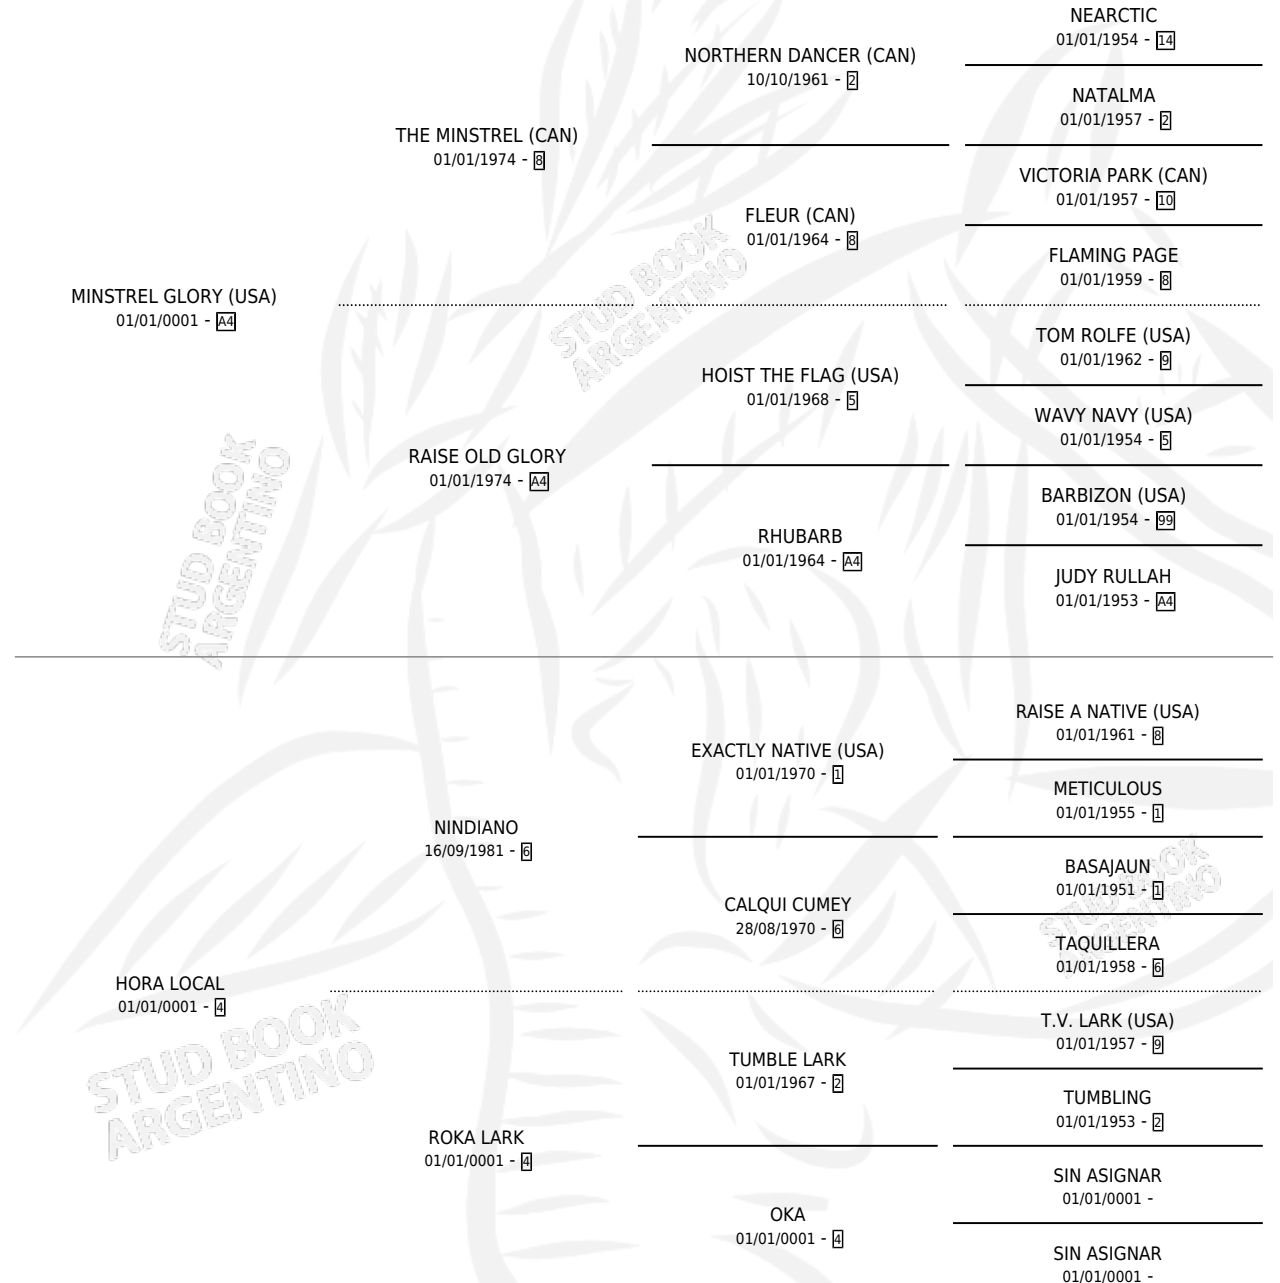 NEARCTIC
01/01/1954 - 14
NORTHERN DANCER (CAN)
10/10/1961 - 2
NATALMA
01/01/1957 - 2
THE MINSTREL (CAN)
01/01/1974 - 8
VICTORIA PARK (CAN)
01/01/1957 - 10
FLEUR (CAN)
01/01/1964 - 8
FLAMING PAGE
01/01/1959 - 8
MINSTREL GLORY (USA)
01/01/0001 - A4
TOM ROLFE (USA)
01/01/1962 - 9
HOIST THE FLAG (USA)
01/01/1968 - 5
WAVY NAVY (USA)
01/01/1954 - 5
RAISE OLD GLORY
01/01/1974 - A4
BARBIZON (USA)
01/01/1954 - 99
RHUBARB
01/01/1964 - A4
JUDY RULLAH
01/01/1953 - A4
RAISE A NATIVE (USA)
01/01/1961 - 8
EXACTLY NATIVE (USA)
01/01/1970 - 1
METICULOUS
01/01/1955 - 1
NINDIANO
16/09/1981 - 6
BASAJAUN
01/01/1951 - 1
CALQUI CUMEY
28/08/1970 - 6
TAQUILLERA
01/01/1958 - 6
HORA LOCAL
01/01/0001 - 4
T.V. LARK (USA)
01/01/1957 - 9
TUMBLE LARK
01/01/1967 - 2
TUMBLING
01/01/1953 - 2
ROKA LARK
01/01/0001 - 4
SIN ASIGNAR
01/01/0001 -
OKA
01/01/0001 - 4
SIN ASIGNAR
01/01/0001 -
STUD BOOK
ARGENTINO
STUD BOOK
ARGENTINO
STUD BOOK
ARGENTINO
STUD BOOK
ARGENTINO